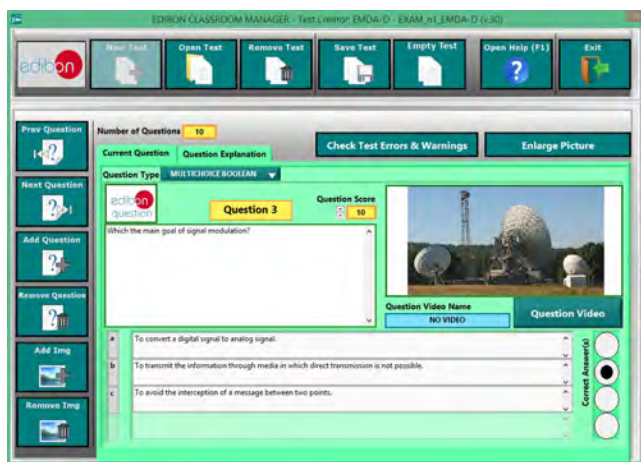 EDIBON CLASSROOM MANAGER - Test Creator: EMDA-D - EXAM_n1_EMDA-D (v.30)
edibon
New Test
Open Test
Remove Test
Save Test
Empty Test
Open Help (F1)
Exit
Prev Question
Next Question
Add Question
Remove Question
Add Img
Remove Img
Number of Questions 10
Current Question
Question Explanation
Check Test Errors & Warnings
Enlarge Picture
Question Type MULTICHOICE BOOLEAN
edibon
question
Question 3
Question Score
10
Which the main goal of signal modulation?
Question Video Name
NO VIDEO
Question Video
a To convert a digital signal to analog signal.
b To transmit the information through media in which direct transmission is not possible.
c To avoid the interception of a message between two points.
Correct Answer(s)